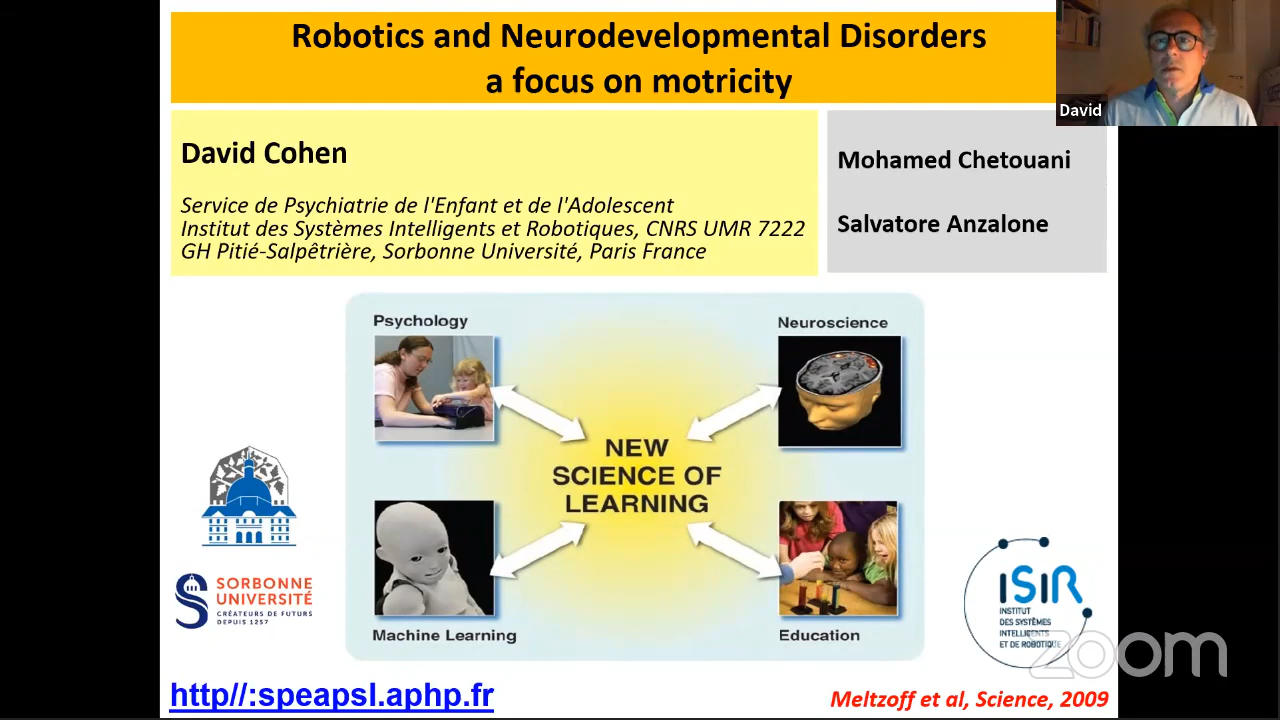 Robotics and Neurodevelopmental Disorders
a focus on motricity
David
David Cohen
Service de Psychiatrie de l'Enfant et de l'Adolescent
Institut des Systèmes Intelligents et Robotiques, CNRS UMR 7222
GH Pitié-Salpêtrière, Sorbonne Université, Paris France
Mohamed Chetouani
Salvatore Anzalone
Psychology
Neuroscience
NEW
SCIENCE OF
LEARNING
Machine Learning
Education
SORBONNE
UNIVERSITÉ
CRÉATEURS DE FUTURS
DEPUIS 1257
ISIR
INSTITUT
DES SYSTÈMES
INTELLIGENTS
ET DE ROBOTIQUE
zoom
http//:speapsl.aphp.fr
Meltzoff et al, Science, 2009